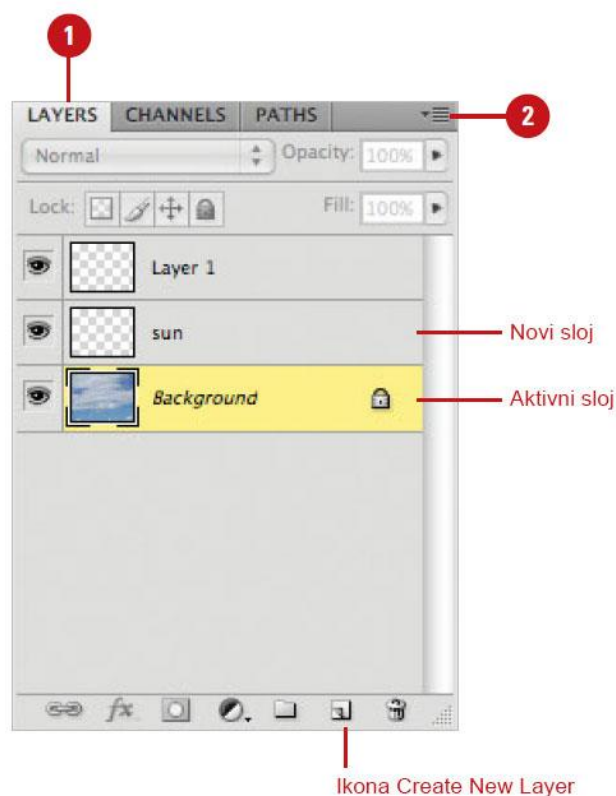 1
LAYERS CHANNELS PATHS
2
Normal Opacity: 100%
Lock: Fill: 100%
Layer 1
sun
Novi sloj
Background
Aktivni sloj
fx
Ikona Create New Layer